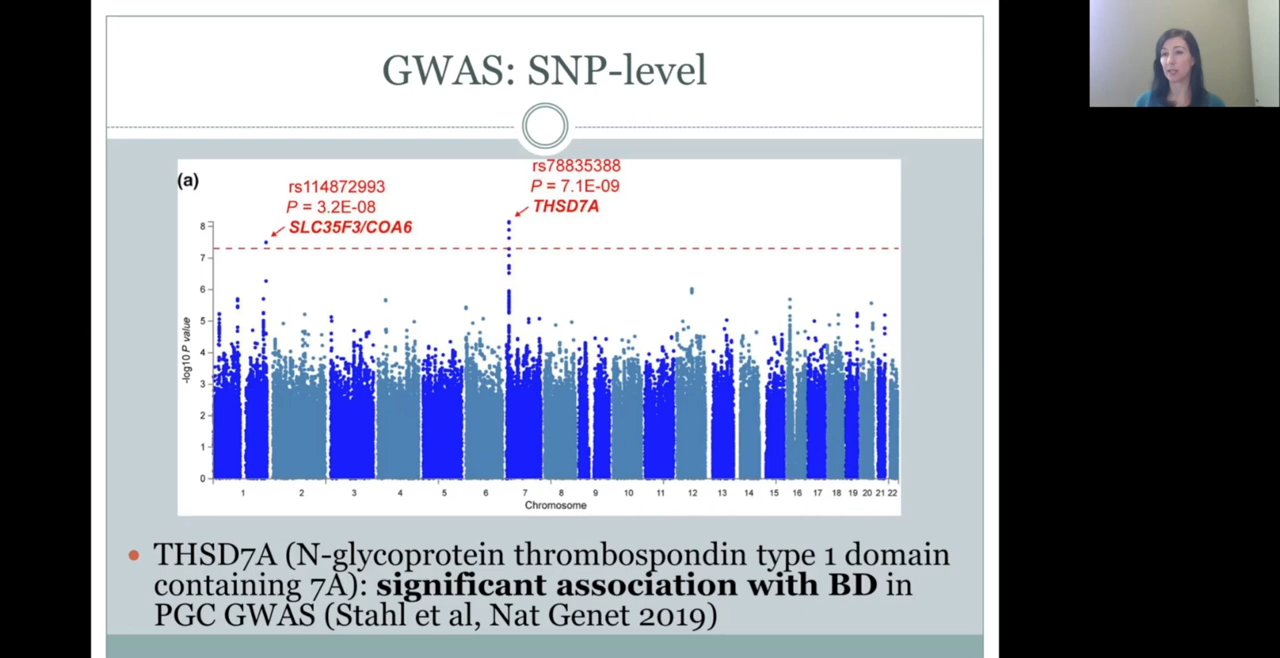 GWAS: SNP-level
(a)
rs114872993
P = 3.2E-08
SLC35F3/COA6
rs78835388
P = 7.1E-09
THSD7A
-log10 P value
8
7
6
5
4
3
2
1
0
1 2 3 4 5 6 7 8 9 10 11 12 13 14 15 16 17 18 19 20 21 22
Chromosome
THSD7A (N-glycoprotein thrombospondin type 1 domain
containing 7A): significant association with BD in
PGC GWAS (Stahl et al, Nat Genet 2019)